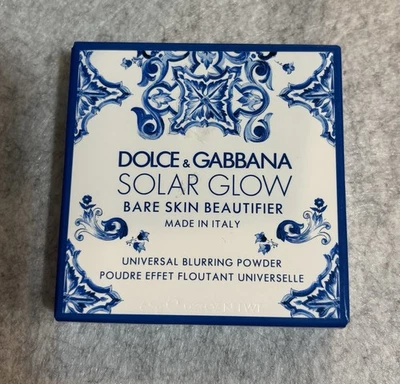 DOLCE & GABBANA
SOLAR GLOW
BARE SKIN BEAUTIFIER
MADE IN ITALY
UNIVERSAL BLURRING POWDER
POUDRE EFFET FLOUTANT UNIVERSELLE